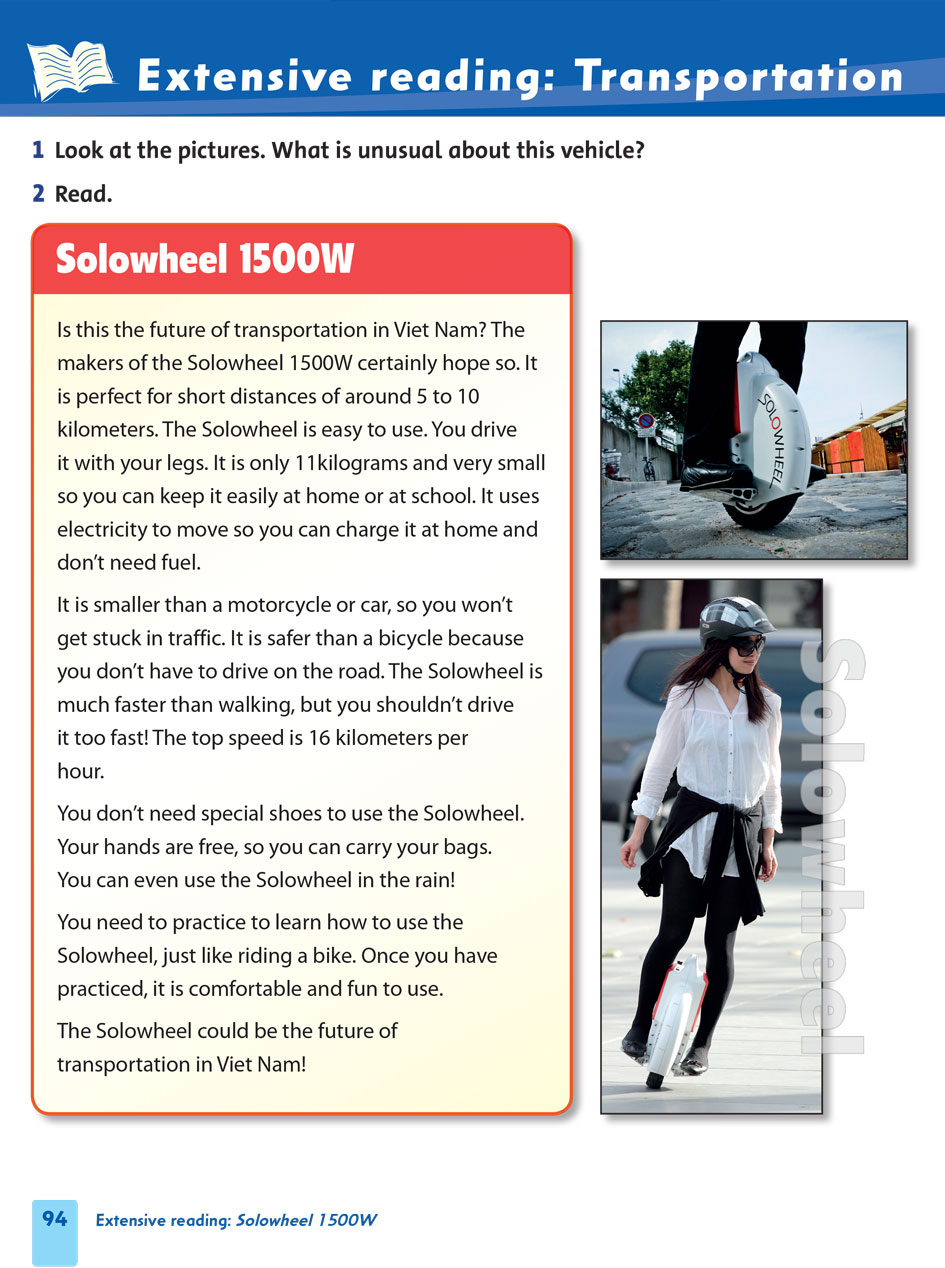 Extensive reading: Transportation
1 Look at the pictures. What is unusual about this vehicle?
2 Read.
Solowheel 1500W
Is this the future of transportation in Viet Nam? The
makers of the Solowheel 1500W certainly hope so. It
is perfect for short distances of around 5 to 10
kilometers. The Solowheel is easy to use. You drive
it with your legs. It is only 11kilograms and very small
so you can keep it easily at home or at school. It uses
electricity to move so you can charge it at home and
don't need fuel.
It is smaller than a motorcycle or car, so you won't
get stuck in traffic. It is safer than a bicycle because
you don't have to drive on the road. The Solowheel is
much faster than walking, but you shouldn't drive
it too fast! The top speed is 16 kilometers per
hour.
You don't need special shoes to use the Solowheel.
Your hands are free, so you can carry your bags.
You can even use the Solowheel in the rain!
You need to practice to learn how to use the
Solowheel, just like riding a bike. Once you have
practiced, it is comfortable and fun to use.
The Solowheel could be the future of
transportation in Viet Nam!
SOLOWHEEL
Solowheel
94 Extensive reading: Solowheel 1500W